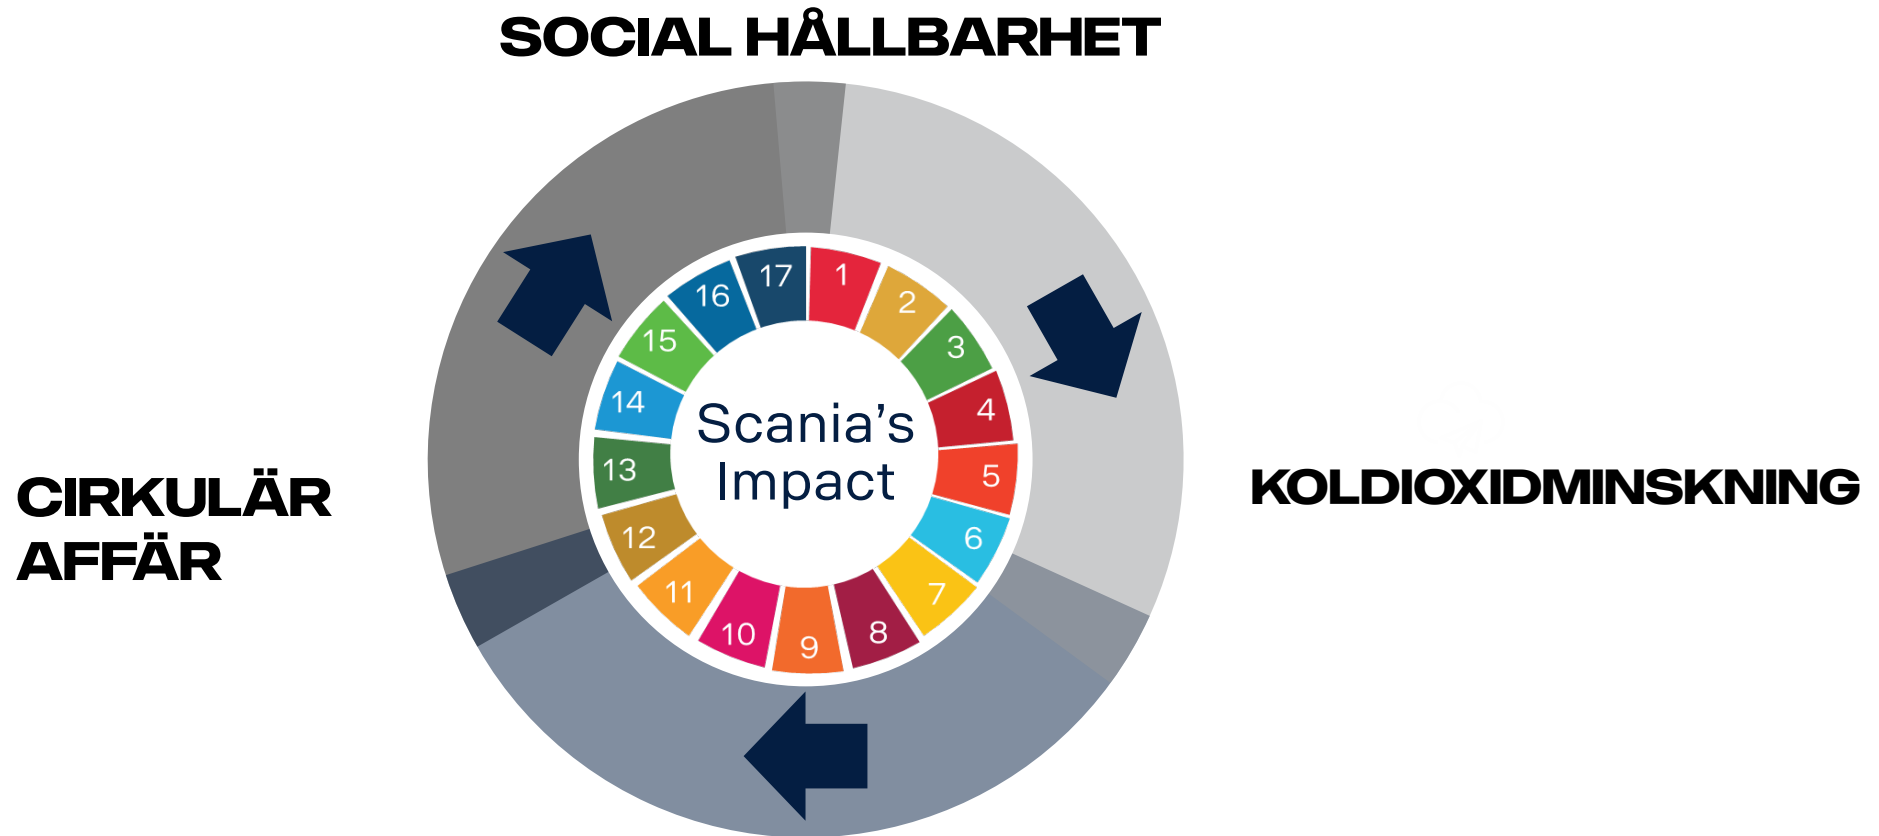 SOCIAL HÅLLBARHET
1
2
3
4
5
6
7
8
9
10
11
12
13
14
15
16
17
Scania’s
Impact
KOLDIOXIDMINSKNING
CIRKULÄR
AFFÄR